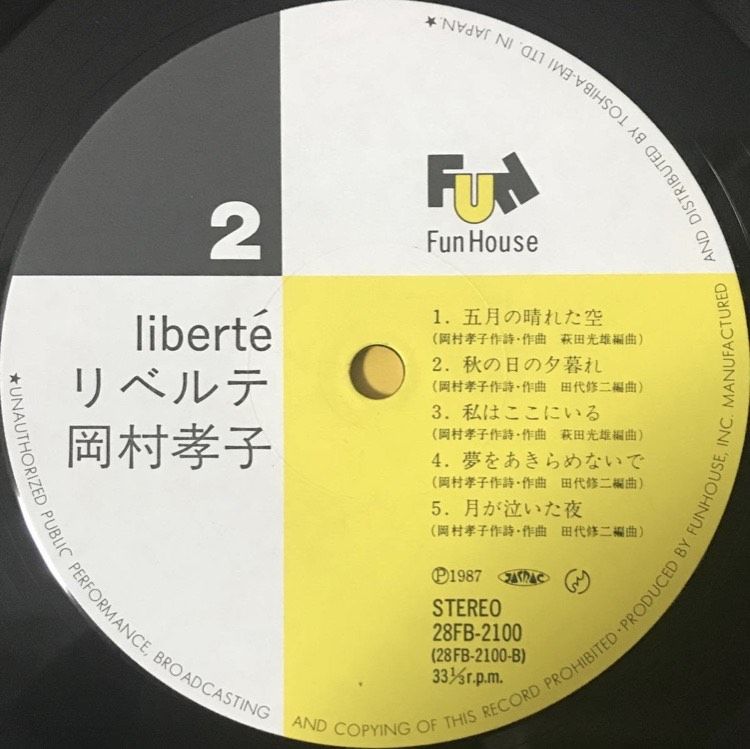 2
liberté
リベルテ
岡村孝子
FUN
Fun House
1. 五月の晴れた空
(岡村孝子作詩・作曲 萩田光雄編曲)
2. 秋の日の夕暮れ
(岡村孝子作詩・作曲 田代修二編曲)
3. 私はここにいる
(岡村孝子作詩・作曲 萩田光雄編曲)
4. 夢をあきらめないで
(岡村孝子作詩・作曲 田代修二編曲)
5. 月が泣いた夜
(岡村孝子作詩・作曲 田代修二編曲)
Ⓟ1987 JASRAC
STEREO
28FB-2100
(28FB-2100-B)
33⅓r.p.m.
★UNAUTHORIZED PUBLIC PERFORMANCE, BROADCASTING AND COPYING OF THIS RECORD PROHIBITED・PRODUCED BY FUNHOUSE, INC. MANUFACTURED AND DISTRIBUTED BY TOSHIBA-EMI LTD. IN JAPAN.★